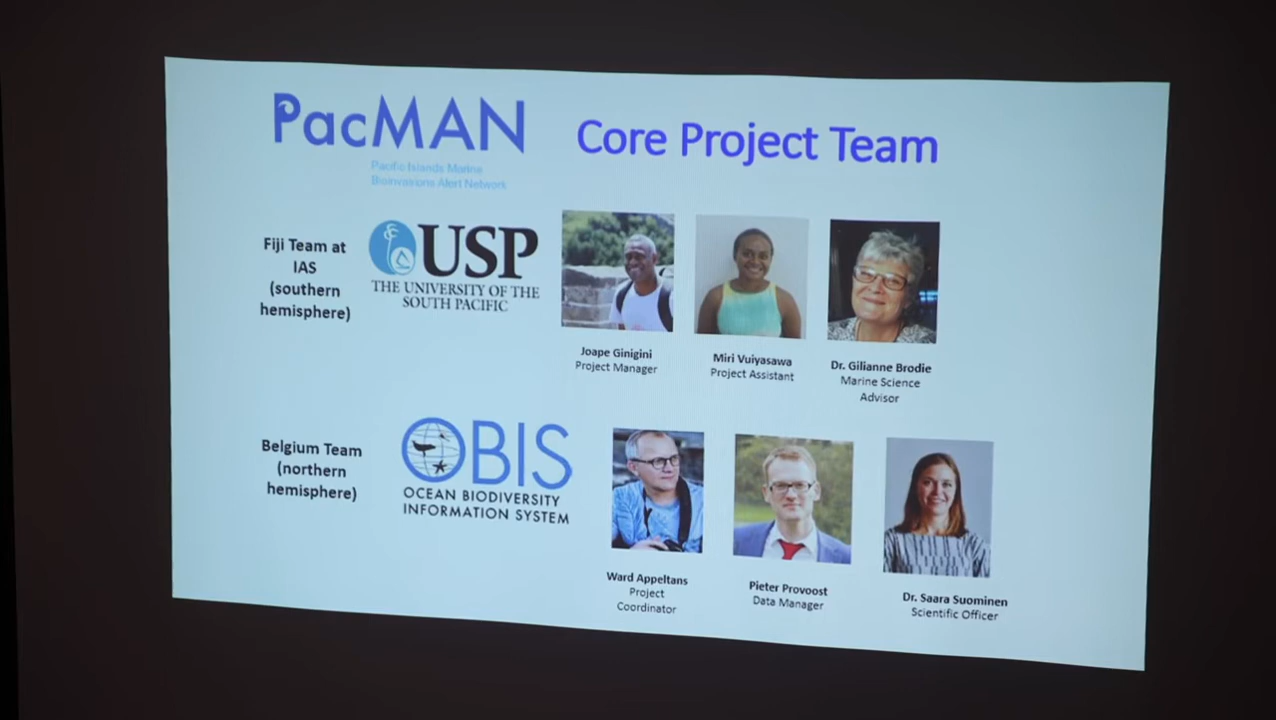 PacMAN
Pacific Islands Marine
Bioinvasions Alert Network
Core Project Team
Fiji Team at
IAS
(southern
hemisphere)
USP
THE UNIVERSITY OF THE
SOUTH PACIFIC
Joape Ginigini
Project Manager
Miri Vuiyasawa
Project Assistant
Dr. Gilianne Brodie
Marine Science
Advisor
Belgium Team
(northern
hemisphere)
OBIS
OCEAN BIODIVERSITY
INFORMATION SYSTEM
Ward Appeltans
Project
Coordinator
Pieter Provoost
Data Manager
Dr. Saara Suominen
Scientific Officer